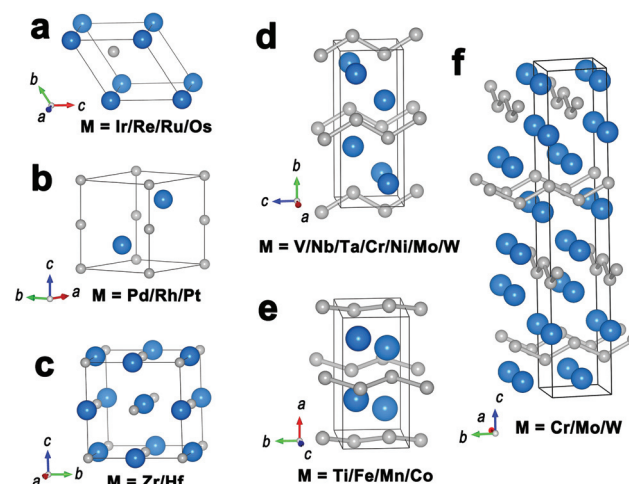 a
b
a
c
M = Ir/Re/Ru/Os
b
c
b
a
M = Pd/Rh/Pt
c
c
a
b
M = Zr/Hf
d
b
c
a
M = V/Nb/Ta/Cr/Ni/Mo/W
e
a
b
c
M = Ti/Fe/Mn/Co
f
c
a
b
M = Cr/Mo/W